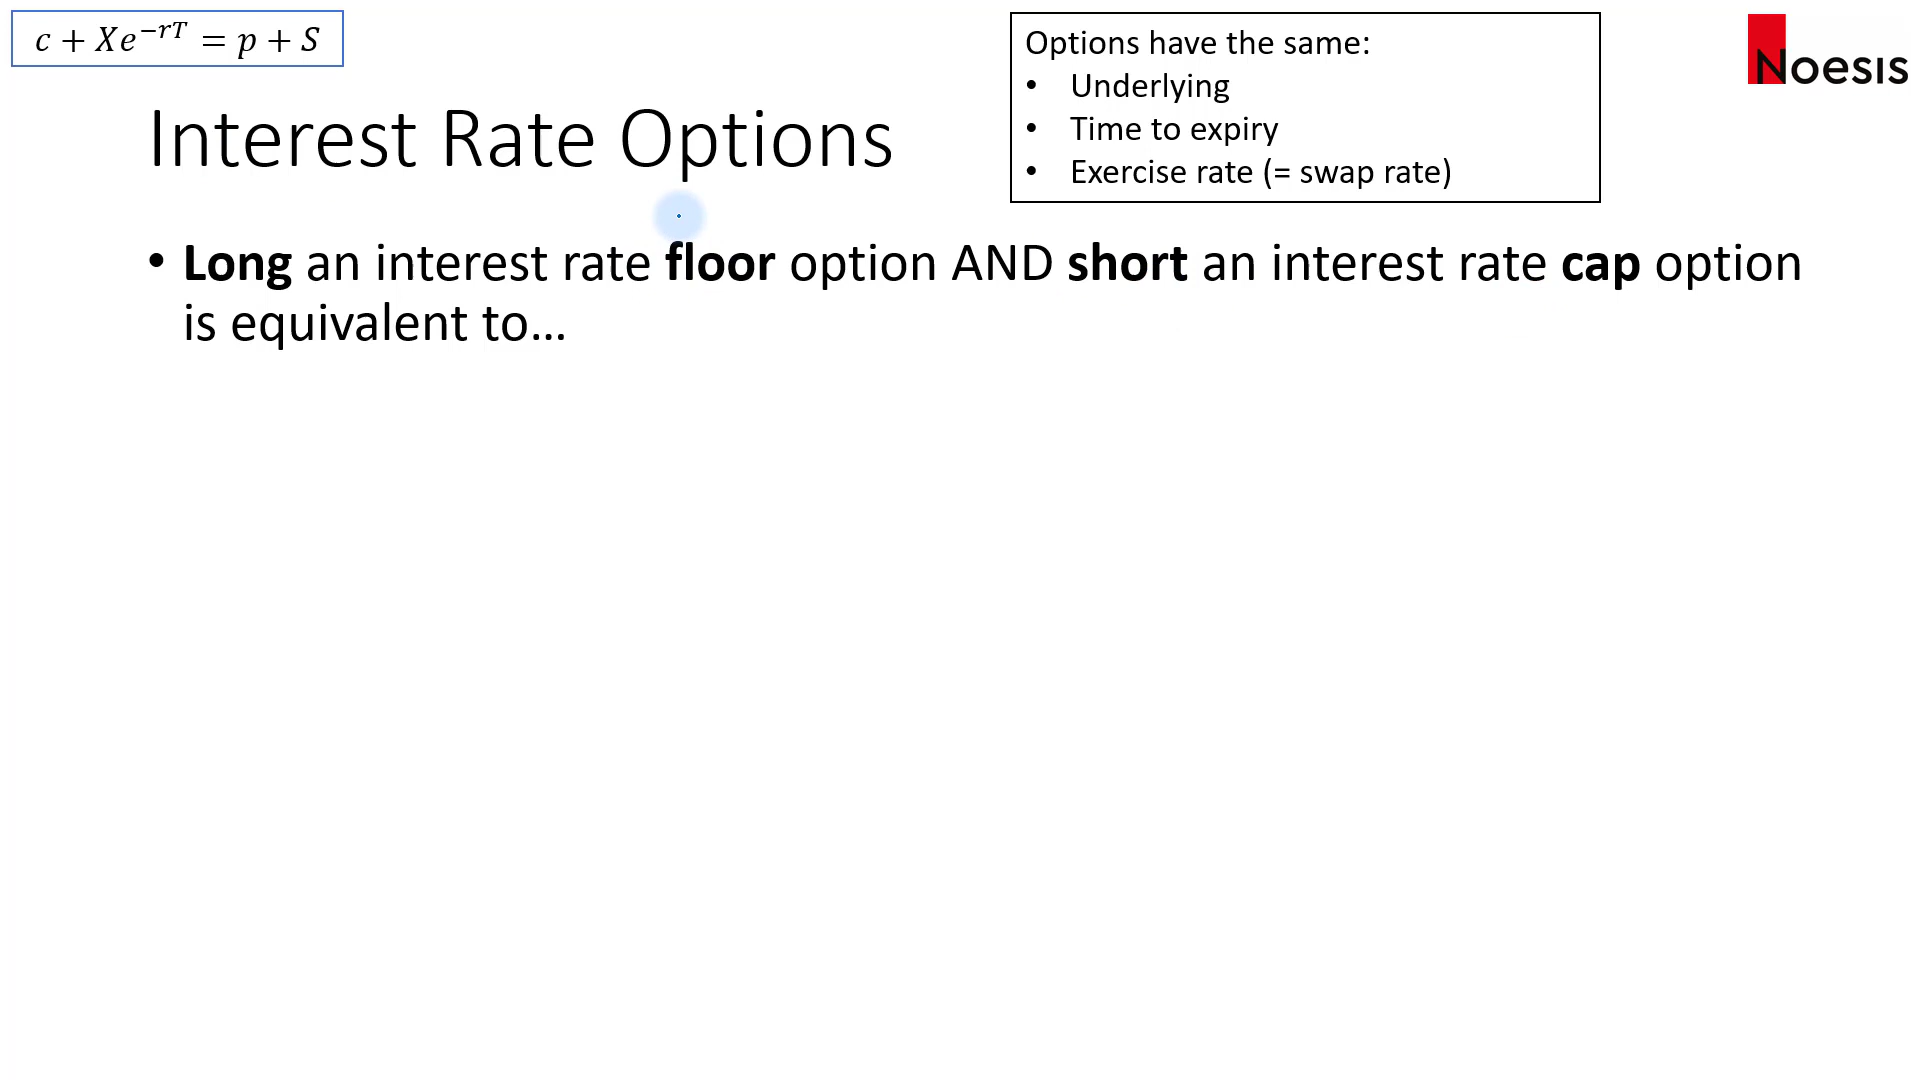 c + Xe^{-rT} = p + S
Options have the same:
• Underlying
• Time to expiry
• Exercise rate (= swap rate)
Noesis
Interest Rate Options
• Long an interest rate floor option AND short an interest rate cap option
is equivalent to…